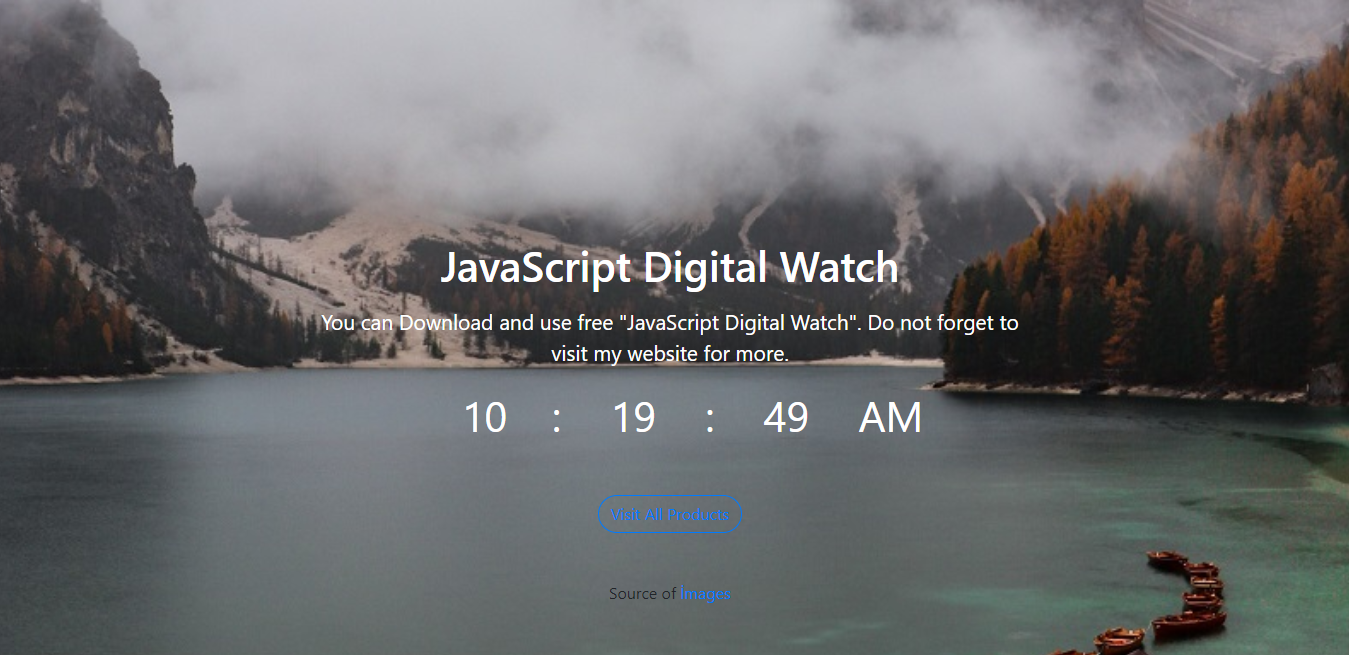 JavaScript Digital Watch
You can Download and use free "JavaScript Digital Watch". Do not forget to
visit my website for more.
10 : 19 : 49 AM
Visit All Products
Source of Images